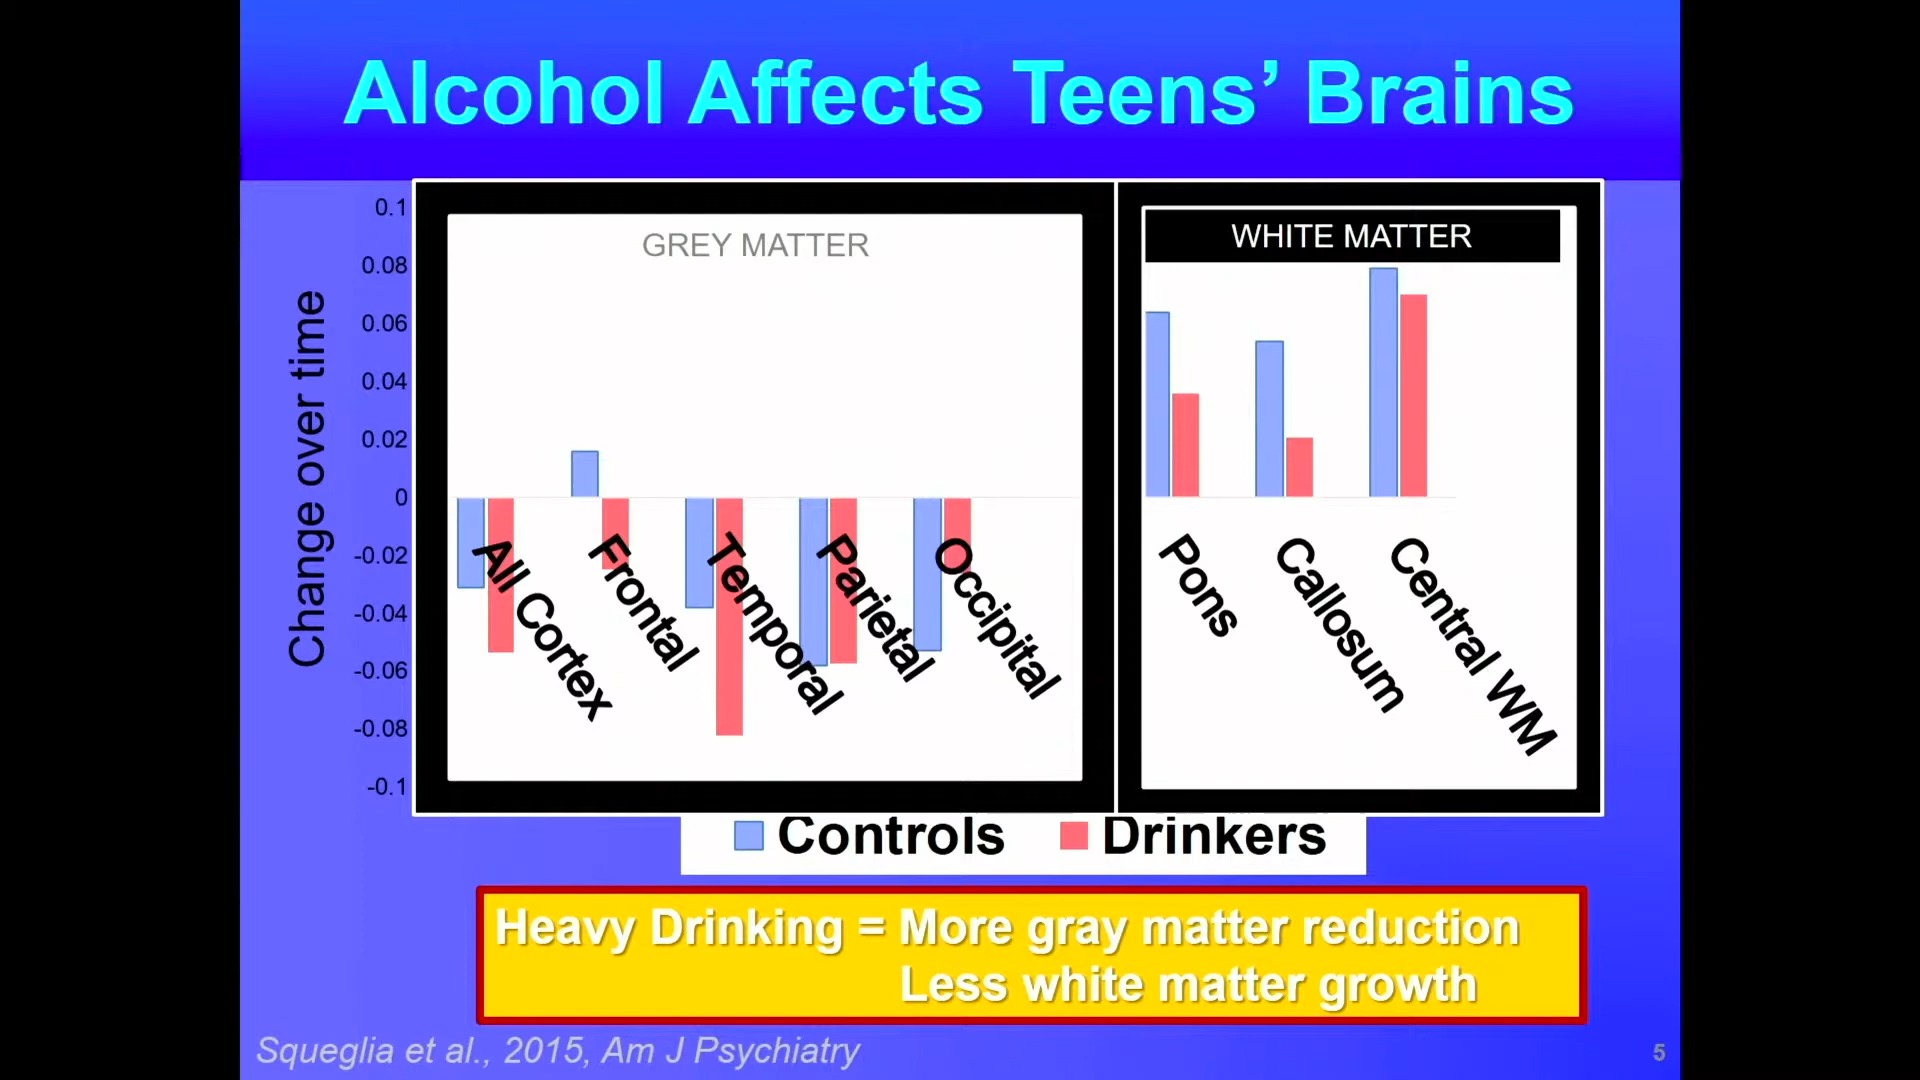 Alcohol Affects Teens’ Brains
Change over time
0.1
0.08
0.06
0.04
0.02
0
-0.02
-0.04
-0.06
-0.08
-0.1
GREY MATTER
All Cortex
Frontal
Temporal
Parietal
Occipital
WHITE MATTER
Pons
Callosum
Central WM
Controls
Drinkers
Heavy Drinking = More gray matter reduction
Less white matter growth
Squeglia et al., 2015, Am J Psychiatry
5